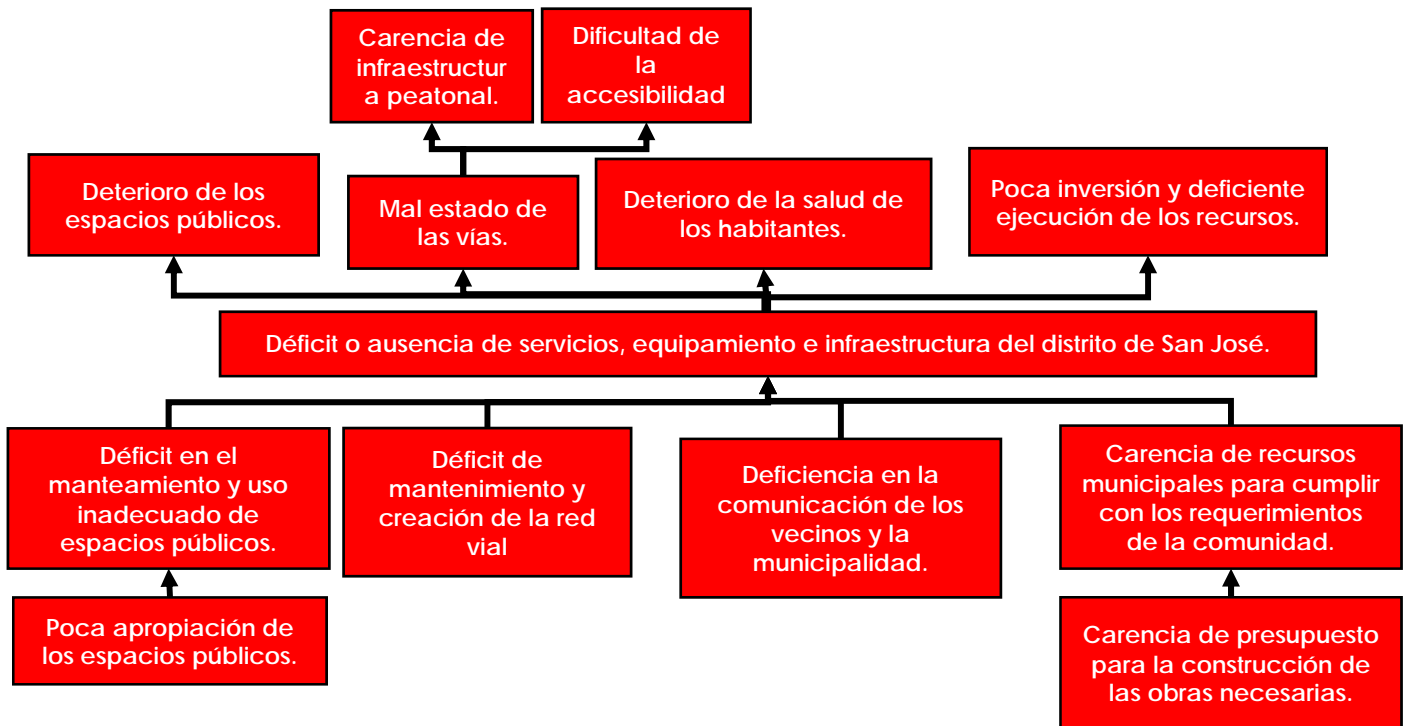 Carencia de
infraestructur
a peatonal.
Dificultad de
la
accesibilidad
Deterioro de los
espacios públicos.
Mal estado de
las vías.
Deterioro de la salud de
los habitantes.
Poca inversión y deficiente
ejecución de los recursos.
Déficit o ausencia de servicios, equipamiento e infraestructura del distrito de San José.
Déficit en el
manteamiento y uso
inadecuado de
espacios públicos.
Déficit de
mantenimiento y
creación de la red
vial
Deficiencia en la
comunicación de los
vecinos y la
municipalidad.
Carencia de recursos
municipales para cumplir
con los requerimientos
de la comunidad.
Poca apropiación de
los espacios públicos.
Carencia de presupuesto
para la construcción de
las obras necesarias.